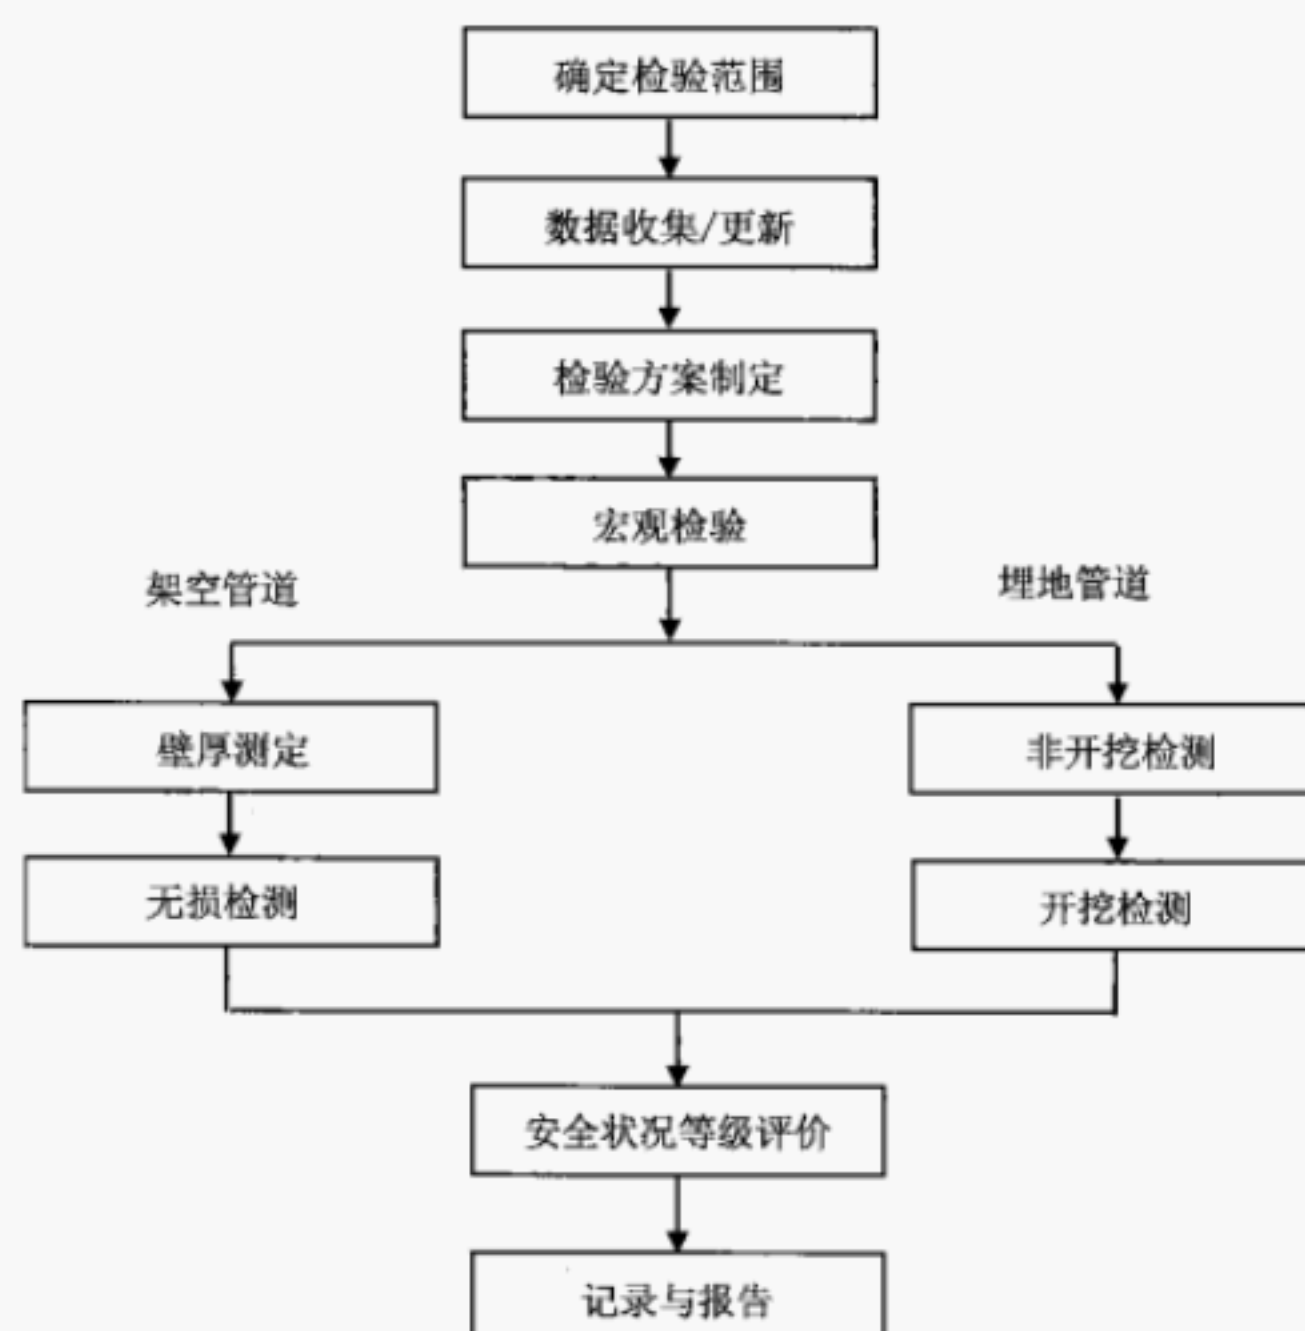 确定检验范围
数据收集/更新
检验方案制定
宏观检验
架空管道
埋地管道
壁厚测定
非开挖检测
无损检测
开挖检测
安全状况等级评价
记录与报告